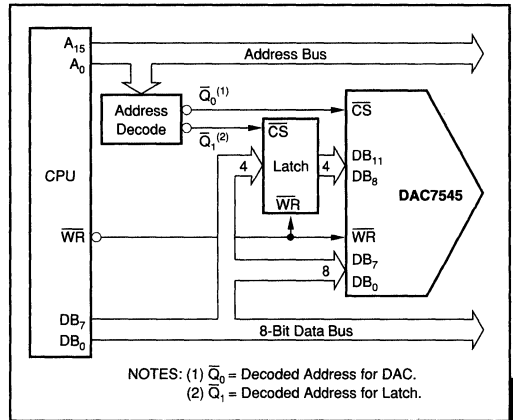 A₁₅
A₀
Address Bus
Address
Decode
Q̅₀⁽¹⁾
Q̅₁⁽²⁾
C̅S̅
C̅S̅
4
Latch
4
DB₁₁
DB₈
DAC7545
CPU
W̅R̅
W̅R̅
W̅R̅
8
DB₇
DB₀
DB₇
DB₀
8-Bit Data Bus
NOTES: (1) Q̅₀ = Decoded Address for DAC.
(2) Q̅₁ = Decoded Address for Latch.